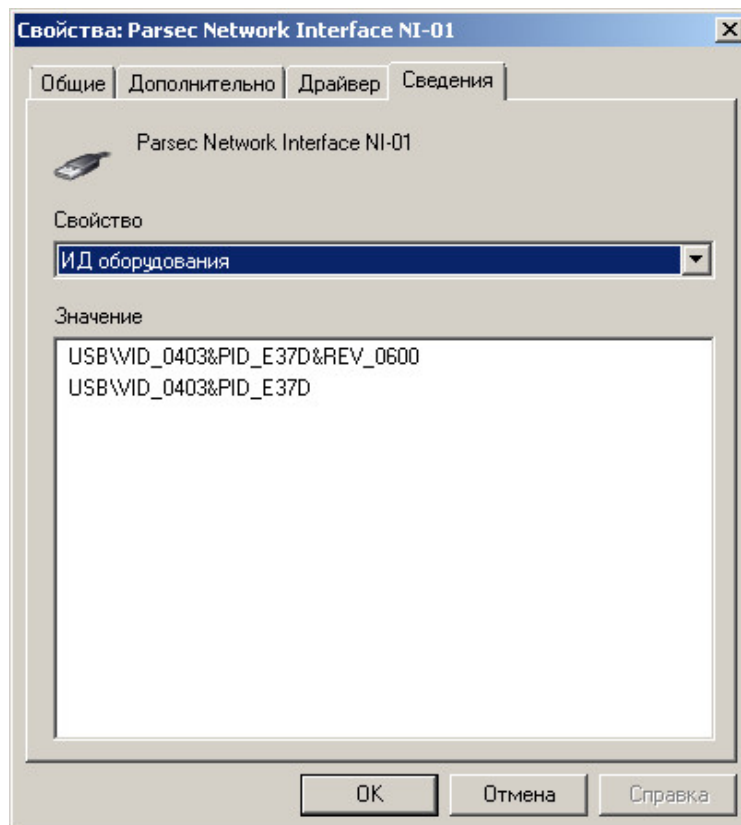 Свойства: Parsec Network Interface NI-01
Общие Дополнительно Драйвер Сведения
Parsec Network Interface NI-01
Свойство
ИД оборудования
Значение
USB\VID_0403&PID_E37D&REV_0600
USB\VID_0403&PID_E37D
OK Отмена Справка